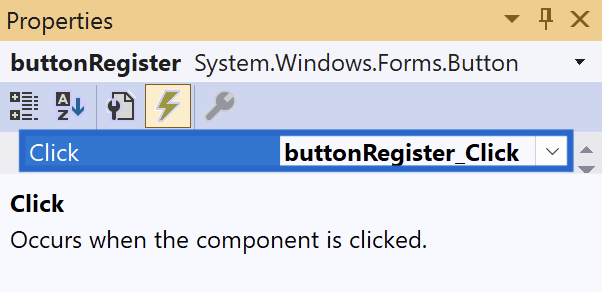 Properties
buttonRegister System.Windows.Forms.Button
A
Z
Click buttonRegister_Click
Click
Occurs when the component is clicked.